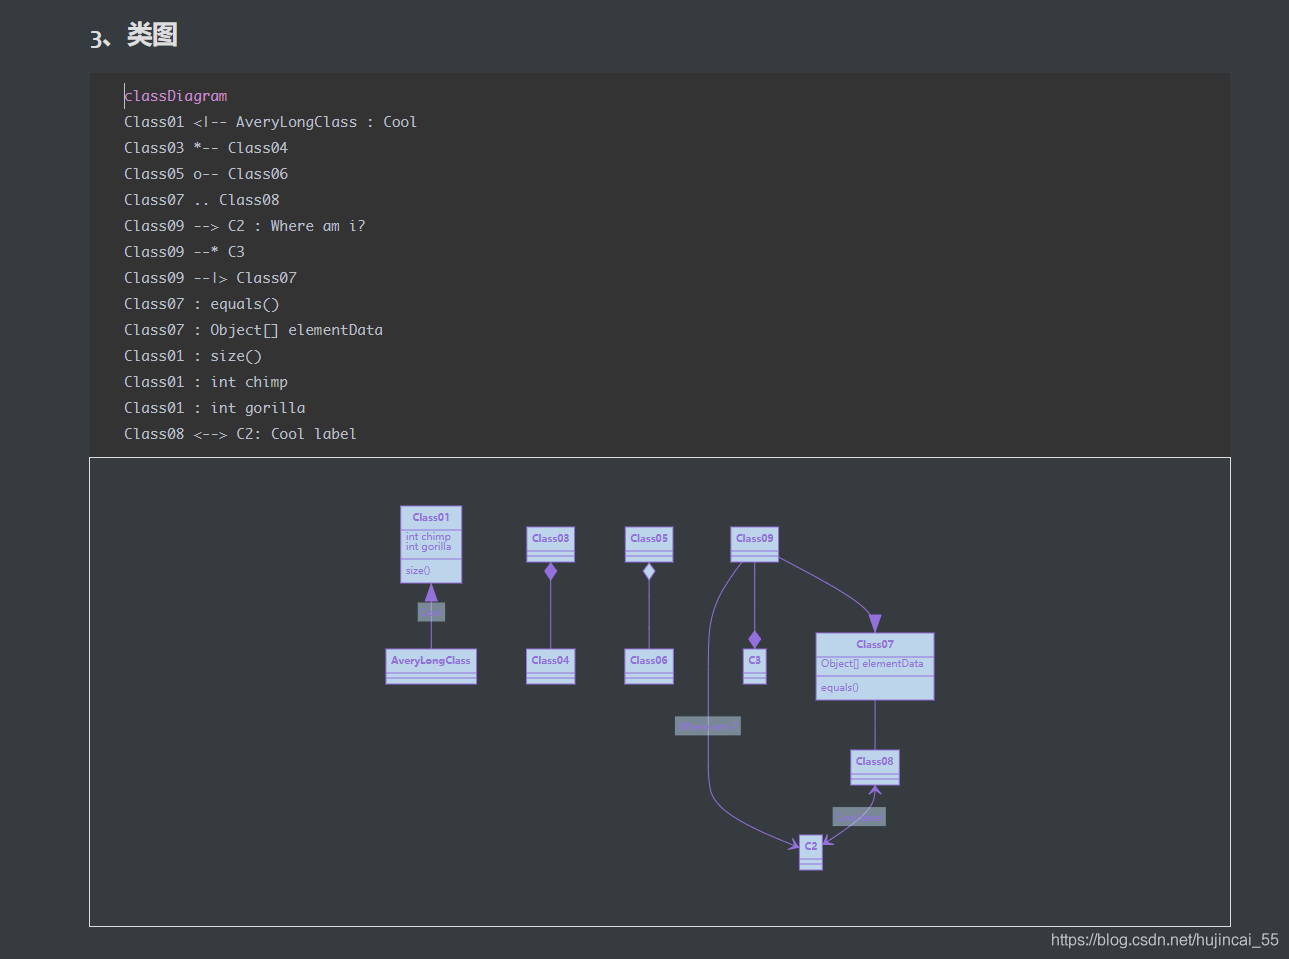 3、类图
classDiagram
Class01 <|-- AveryLongClass : Cool
Class03 *-- Class04
Class05 o-- Class06
Class07 .. Class08
Class09 --> C2 : Where am i?
Class09 --* C3
Class09 --|> Class07
Class07 : equals()
Class07 : Object[] elementData
Class01 : size()
Class01 : int chimp
Class01 : int gorilla
Class08 <--> C2: Cool label
Class01
int chimp
int gorilla
size()
Class03
Class05
Class09
AveryLongClass
Class04
Class06
C3
Class07
Object[] elementData
equals()
Class08
C2
https://blog.csdn.net/hujincai_55